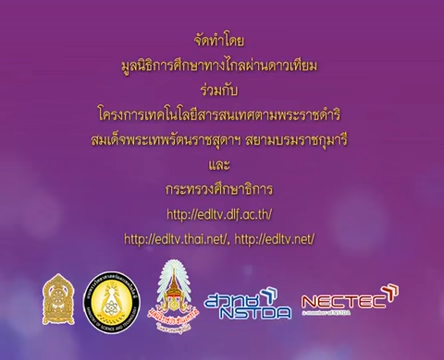 จัดทำโดย
มูลนิธิการศึกษาทางไกลผ่านดาวเทียม
ร่วมกับ
โครงการเทคโนโลยีสารสนเทศตามพระราชดำริ
สมเด็จพระเทพรัตนราชสุดาฯ สยามบรมราชกุมารี
และ
กระทรวงศึกษาธิการ
http://edltv.dlf.ac.th/
http://edltv.thai.net/, http://edltv.net/
สวทช NSTDA
NECTEC
a member of NSTDA